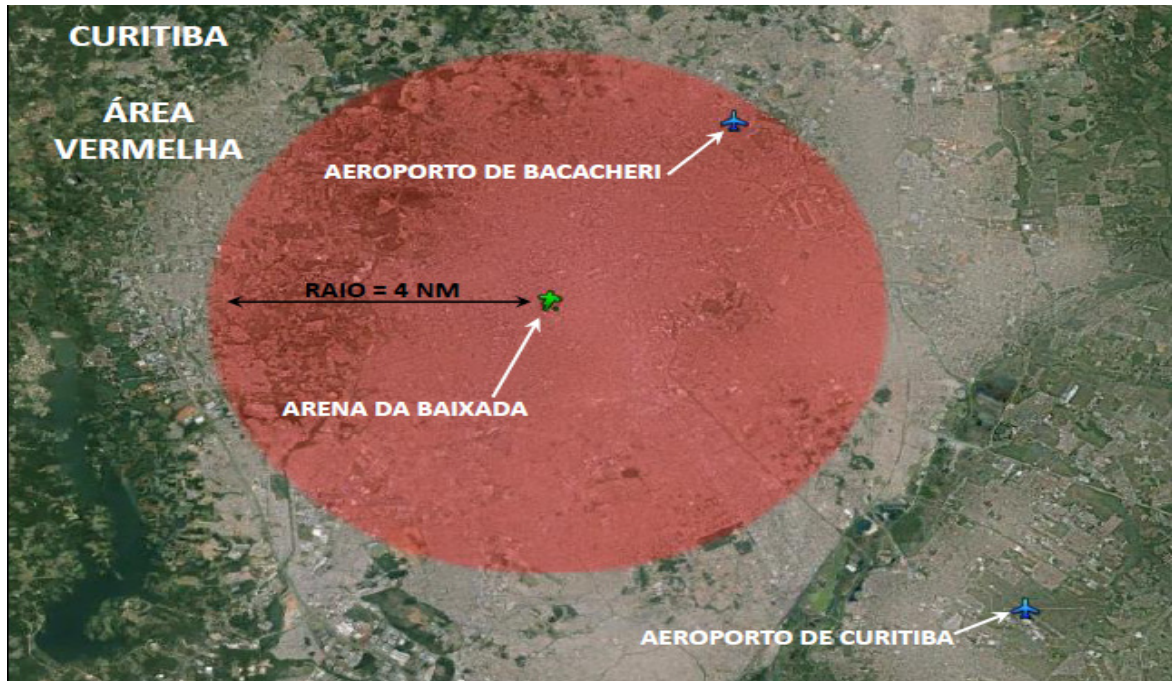 CURITIBA
ÁREA
VERMELHA
AEROPORTO DE BACACHERI
RAIO = 4 NM
ARENA DA BAIXADA
AEROPORTO DE CURITIBA